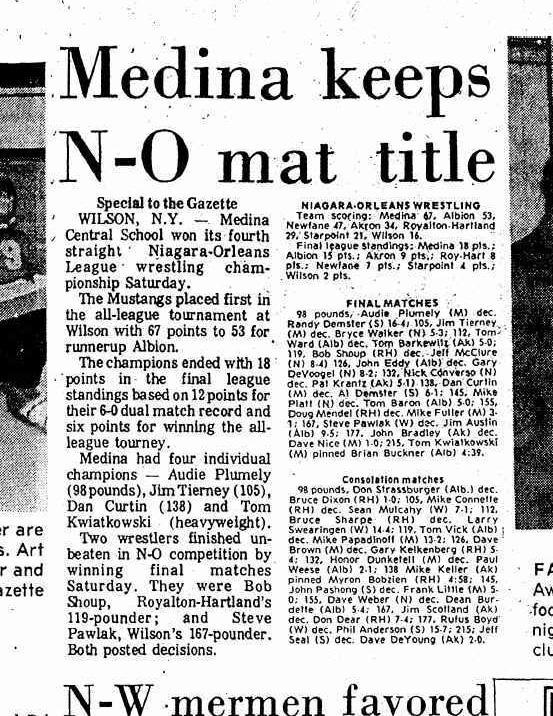 Medina keeps
N-O mat title
Special to the Gazette
WILSON, N.Y. — Medina
Central School won its fourth
straight Niagara-Orleans
League wrestling cham-
pionship Saturday.
The Mustangs placed first in
the all-league tournament at
Wilson with 67 points to 53 for
runnerup Albion.
The champions ended with 18
points in the final league
standings based on 12 points for
their 6-0 dual match record and
six points for winning the all-
league tourney.
Medina had four individual
champions — Audie Plumely
(98 pounds), Jim Tierney (105),
Dan Curtin (138) and Tom
Kwiatkowski (heavyweight).
Two wrestlers finished un-
beaten in N-O competition by
winning final matches
Saturday. They were Bob
Shoup, Royalton-Hartland's
119-pounder; and Steve
Pawlak, Wilson's 167-pounder.
Both posted decisions.
NIAGARA-ORLEANS WRESTLING
Team scoring: Medina 67, Albion 53,
Newfane 47, Akron 34, Royalton-Hartland
29, Starpoint 21, Wilson 16.
Final league standings: Medina 18 pts.;
Albion 15 pts.; Akron 9 pts.; Roy-Hart 8
pts.; Newfane 7 pts.; Starpoint 4 pts.;
Wilson 2 pts.
FINAL MATCHES
98 pounds, Audie Plumely (M) dec.
Randy Demster (S) 16-4; 105, Jim Tierney
(M) dec. Bryce Walker (N) 5-3; 112, Tom
Ward (Alb) dec. Tom Barkewitz (Ak) 5-0;
119, Bob Shoup (RH) dec. Jeff McClure
(N) 8-4) 126, John Eddy (Alb) dec. Gary
DeVoogel (N) 8-2; 132, Nick Converso (N)
dec. Pat Krantz (Ak) 5-1) 138, Dan Curtin
(M) dec. Al Demster (S) 6-1; 145, Mike
Platt (N) dec. Tom Baron (Alb) 5-0; 155,
Doug Mendel (RH) dec. Mike Fuller (M) 3-
1; 167, Steve Pawlak (W) dec. Jim Austin
(Alb) 9-5; 177, John Bradley (Ak) dec.
Dave Nice (M) 1-0; 215, Tom Kwiatkowski
(M) pinned Brian Buckner (Alb) 4:39.
Consolation matches
98 pounds, Don Strassburger (Alb.) dec.
Bruce Dixon (RH) 1-0; 105, Mike Connette
(RH) dec. Sean Mulcahy (W) 7-1; 112,
Bruce Sharpe (RH) dec. Larry
Swearingen (W) 14-4; 119, Tom Vick (Alb)
dec. Mike Papadinoff (M) 13-2; 126, Dave
Brown (M) dec. Gary Kelkenberg (RH) 5-
4; 132, Honor Dunketell (M) dec. Paul
Weese (Alb) 2-1; 138 Mike Keller (Ak)
pinned Myron Bobzien (RH) 4:58; 145,
John Pashong (S) dec. Frank Little (M) 5-
0; 155, Dave Weber (N) dec. Dean Bur-
dette (Alb) 5-4; 167, Jim Scotland (Ak)
dec. Don Dear (RH) 7-4; 177, Rufus Boyd
(W) dec. Phil Anderson (S) 15-7; 215; Jeff
Seal (S) dec. Dave DeYoung (Ak) 2-0.
er are
s. Art
r and
azette
FA
Aw
foo
nig
clu
N-W mermen favored